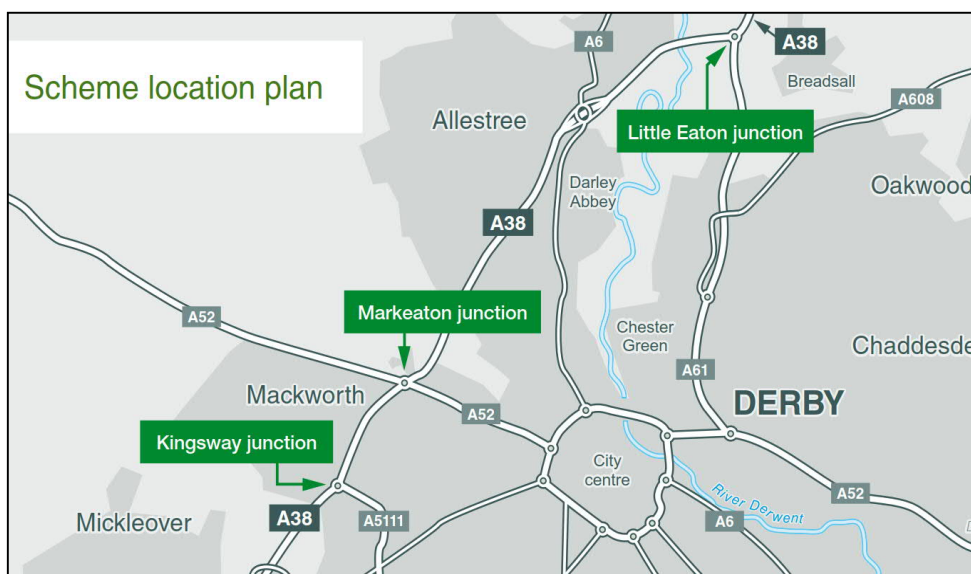 Scheme location plan
A6
A38
Breadsall
A608
Allestree
Little Eaton junction
Darley
Abbey
Oakwood
A38
A52
Markeaton junction
Chester
Green
Chaddesde
A61
Mackworth
A52
DERBY
Kingsway junction
City
centre
A52
Mickleover
A38
A5111
River Derwent
A6